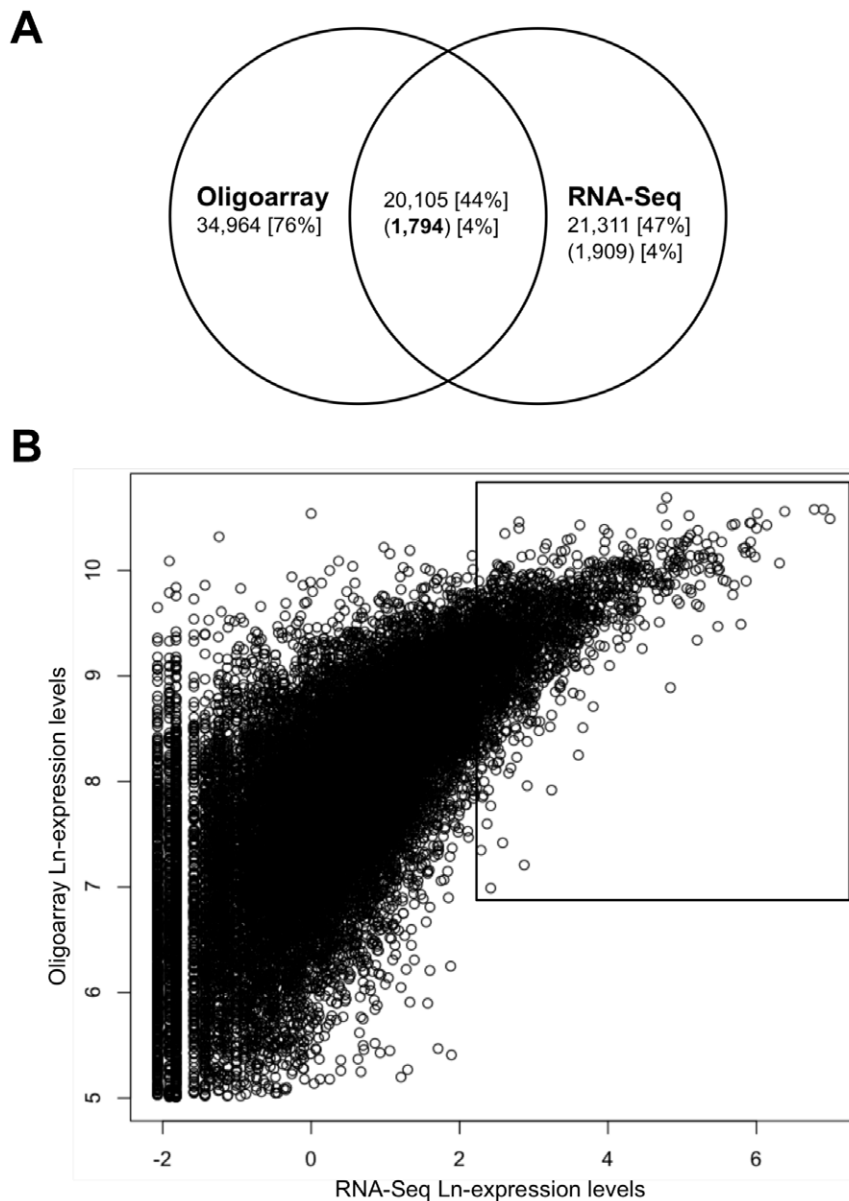 A
Oligoarray
34,964 [76%]
20,105 [44%]
(1,794) [4%]
RNA-Seq
21,311 [47%]
(1,909) [4%]
B
Oligoarray Ln-expression levels
10
9
8
7
6
5
-2 0 2 4 6
RNA-Seq Ln-expression levels